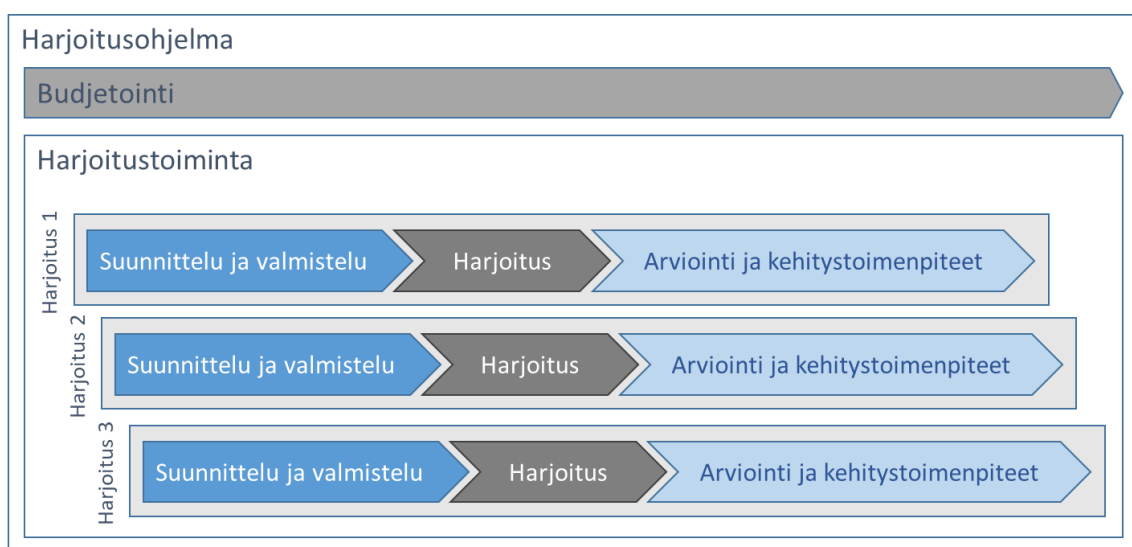 Harjoitusohjelma
Budjetointi
Harjoitustoiminta
Harjoitus 1
Suunnittelu ja valmistelu
Harjoitus
Arviointi ja kehitystoimenpiteet
Harjoitus 2
Suunnittelu ja valmistelu
Harjoitus
Arviointi ja kehitystoimenpiteet
Harjoitus 3
Suunnittelu ja valmistelu
Harjoitus
Arviointi ja kehitystoimenpiteet